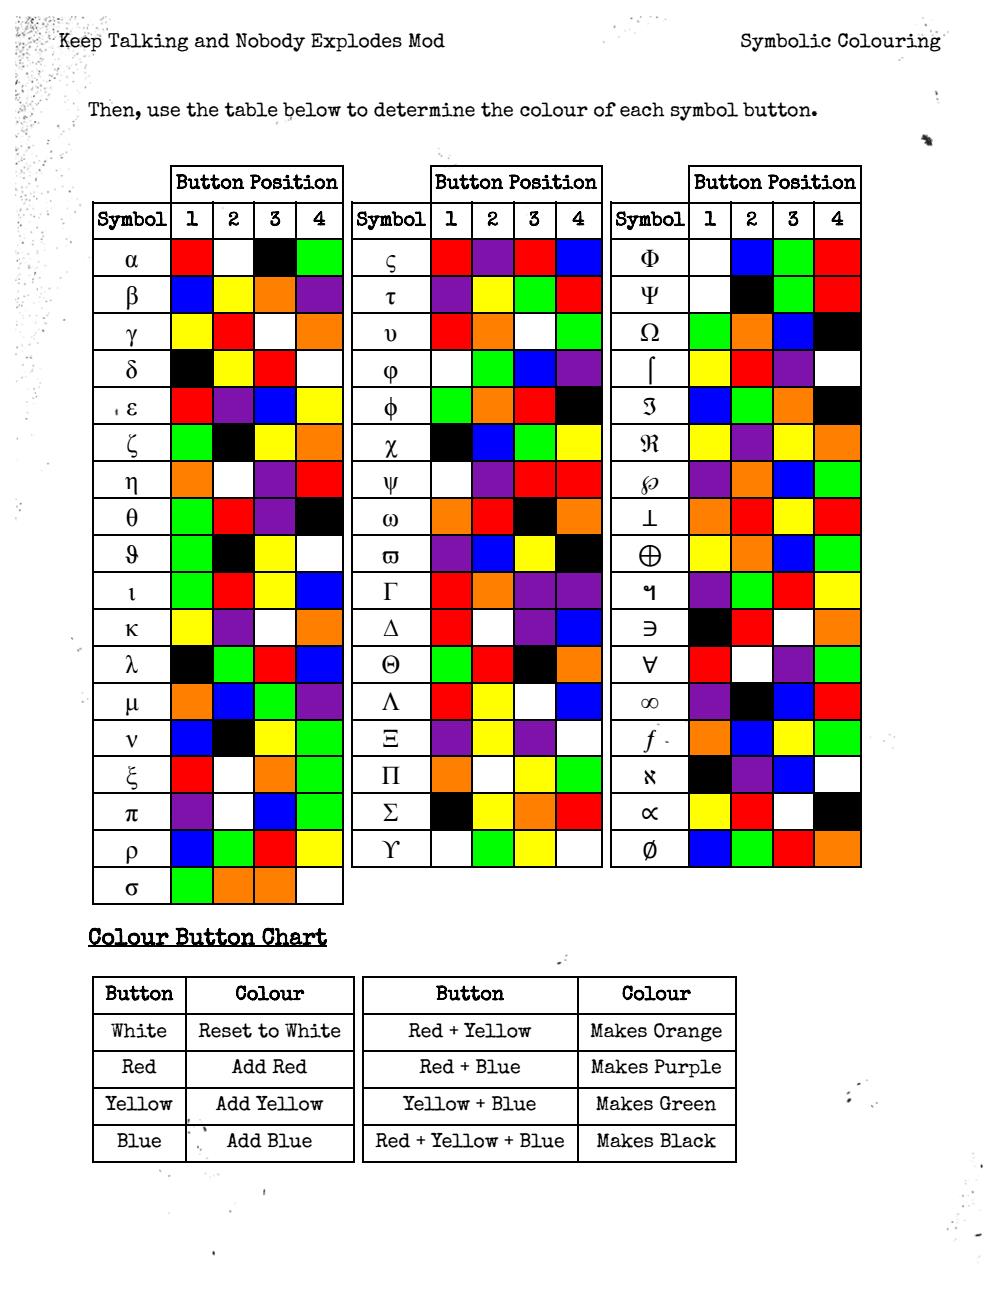 Keep Talking and Nobody Explodes Mod Symbolic Colouring
Then, use the table below to determine the colour of each symbol button.
Button Position Button Position Button Position
Symbol 1 2 3 4 Symbol 1 2 3 4 Symbol 1 2 3 4
α ς Φ
β τ Ψ
γ υ Ω
δ φ ⌠
ε ϕ ℑ
ζ χ ℜ
η ψ ℘
θ ω ⊥
ϑ ϖ ⊕
ι Γ ९
κ Δ ∋
λ Θ ∀
μ Λ ∞
ν Ξ ƒ
ξ Π ℵ
π Σ ∝
ρ ϒ Ø
σ
Colour Button Chart
Button Colour Button Colour
White Reset to White Red + Yellow Makes Orange
Red Add Red Red + Blue Makes Purple
Yellow Add Yellow Yellow + Blue Makes Green
Blue Add Blue Red + Yellow + Blue Makes Black